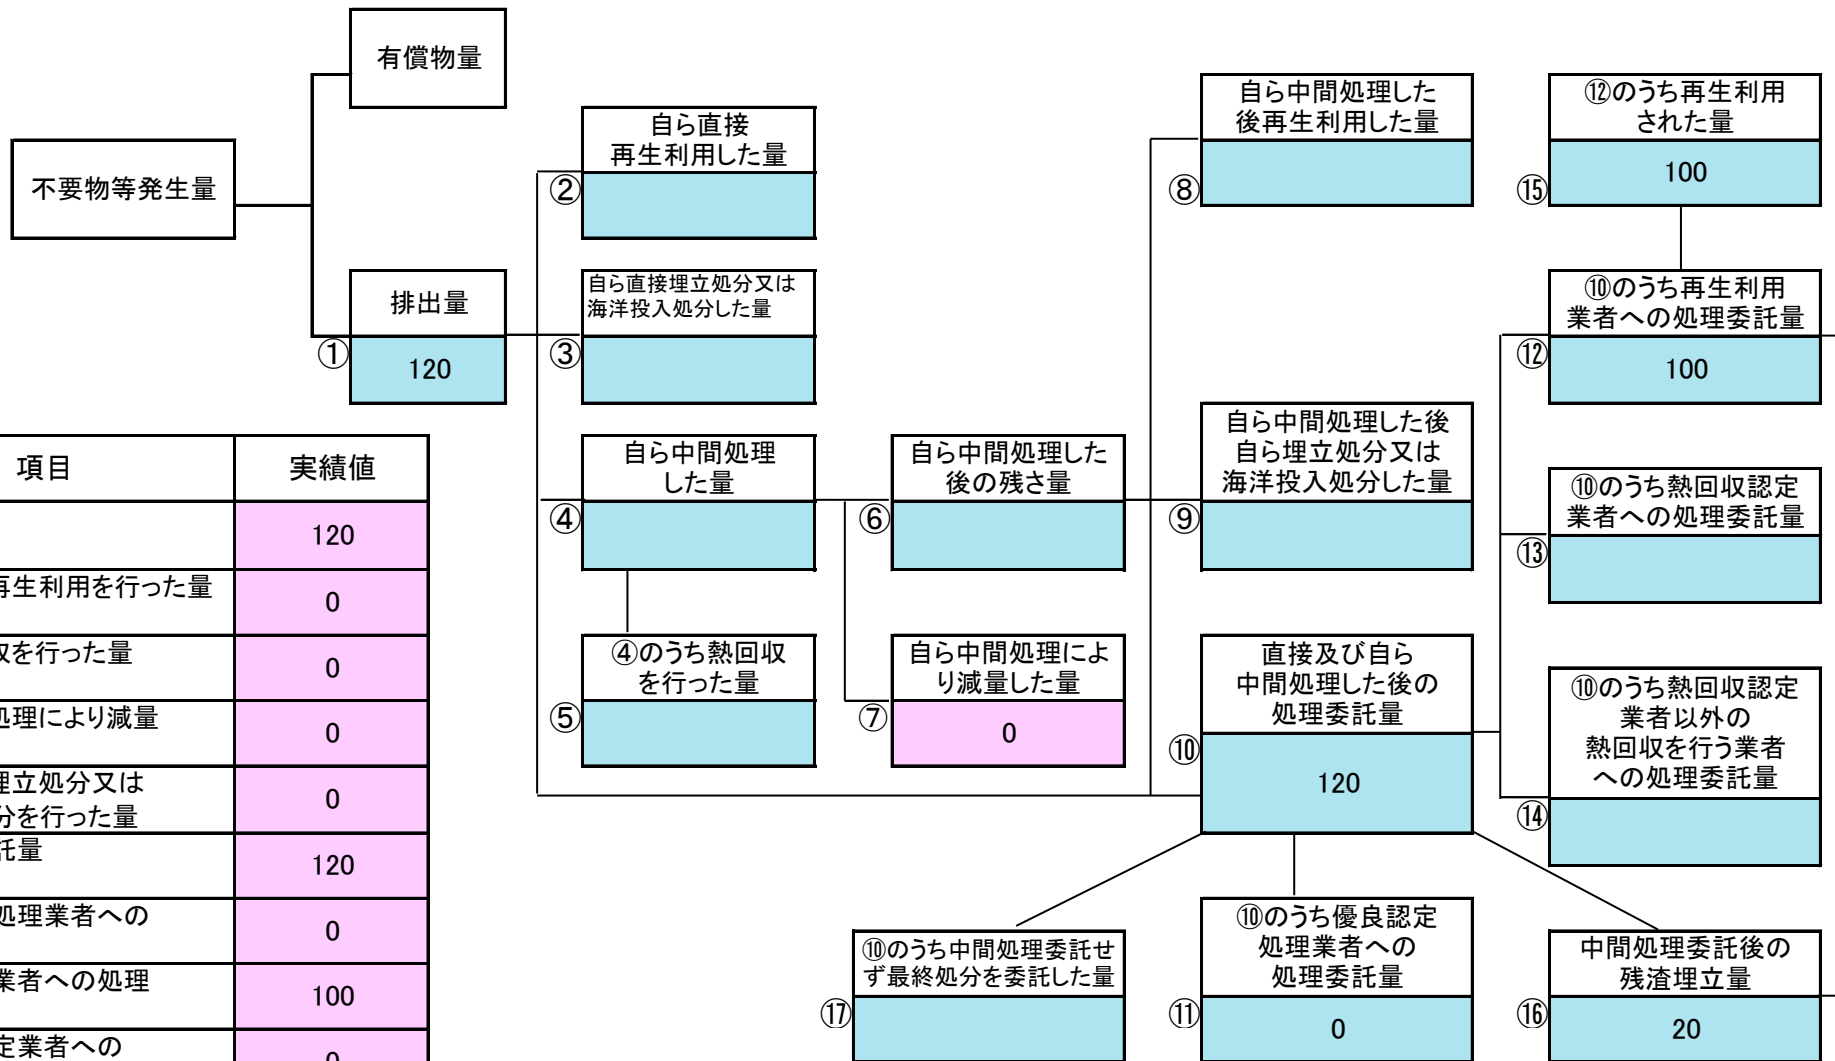 有償物量
不要物等発生量
排出量
①
120
自ら直接
再生利用した量
②
自ら直接埋立処分又は
海洋投入処分した量
③
自ら中間処理
した量
④
④のうち熱回収
を行った量
⑤
自ら中間処理した
後の残さ量
⑥
自ら中間処理によ
り減量した量
⑦
0
自ら中間処理した
後再生利用した量
⑧
自ら中間処理した後
自ら埋立処分又は
海洋投入処分した量
⑨
直接及び自ら
中間処理した後の
処理委託量
⑩
120
⑫のうち再生利用
された量
⑮
100
⑩のうち再生利用
業者への処理委託量
⑫
100
⑩のうち熱回収認定
業者への処理委託量
⑬
⑩のうち熱回収認定
業者以外の
熱回収を行う業者
への処理委託量
⑭
⑩のうち中間処理委託せ
ず最終処分を委託した量
⑰
⑩のうち優良認定
処理業者への
処理委託量
⑪
0
中間処理委託後の
残渣埋立量
⑯
20
項目
実績値
120
再生利用を行った量
0
を行った量
0
処理により減量
0
埋立処分又は
分を行った量
0
託量
120
処理業者への
0
業者への処理
100
定業者への
0